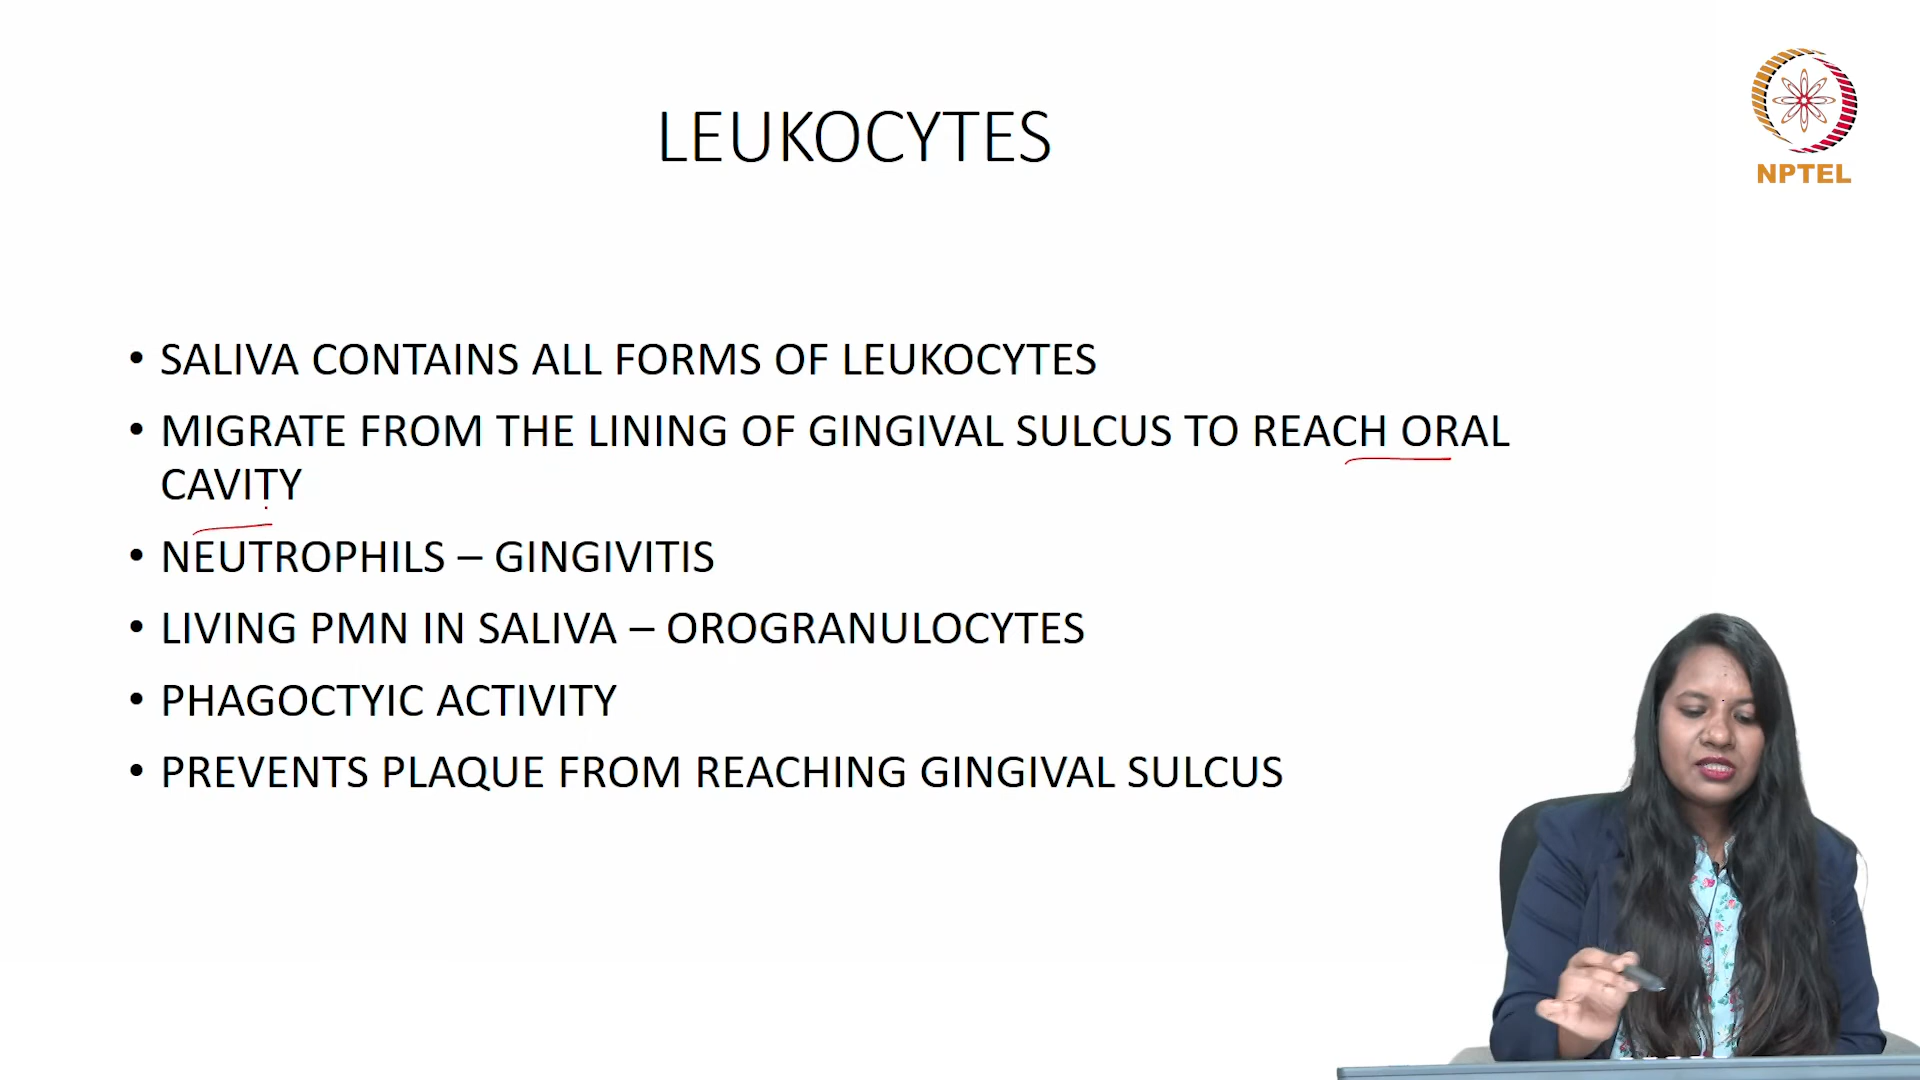 LEUKOCYTES
NPTEL
• SALIVA CONTAINS ALL FORMS OF LEUKOCYTES
• MIGRATE FROM THE LINING OF GINGIVAL SULCUS TO REACH ORAL
CAVITY
• NEUTROPHILS – GINGIVITIS
• LIVING PMN IN SALIVA – OROGRANULOCYTES
• PHAGOCTYIC ACTIVITY
• PREVENTS PLAQUE FROM REACHING GINGIVAL SULCUS